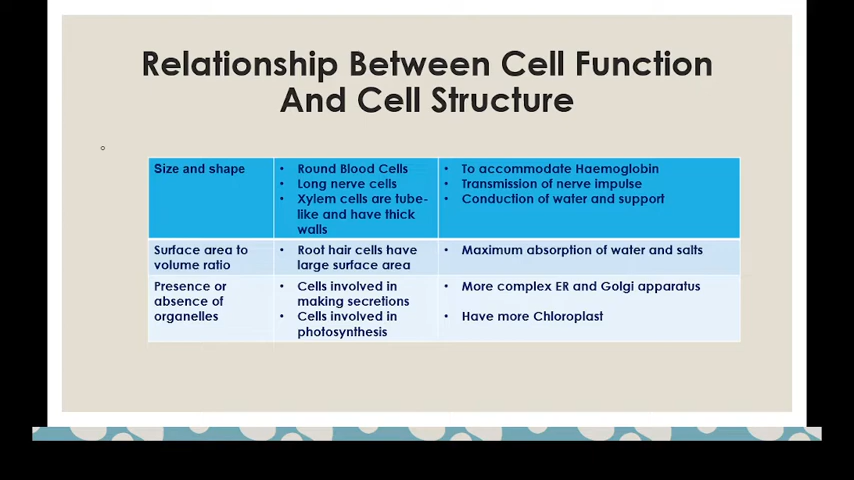 Relationship Between Cell Function
And Cell Structure
Size and shape
• Round Blood Cells
• Long nerve cells
• Xylem cells are tube-
like and have thick
walls
• To accommodate Haemoglobin
• Transmission of nerve impulse
• Conduction of water and support
Surface area to
volume ratio
• Root hair cells have
large surface area
• Maximum absorption of water and salts
Presence or
absence of
organelles
• Cells involved in
making secretions
• Cells involved in
photosynthesis
• More complex ER and Golgi apparatus
• Have more Chloroplast